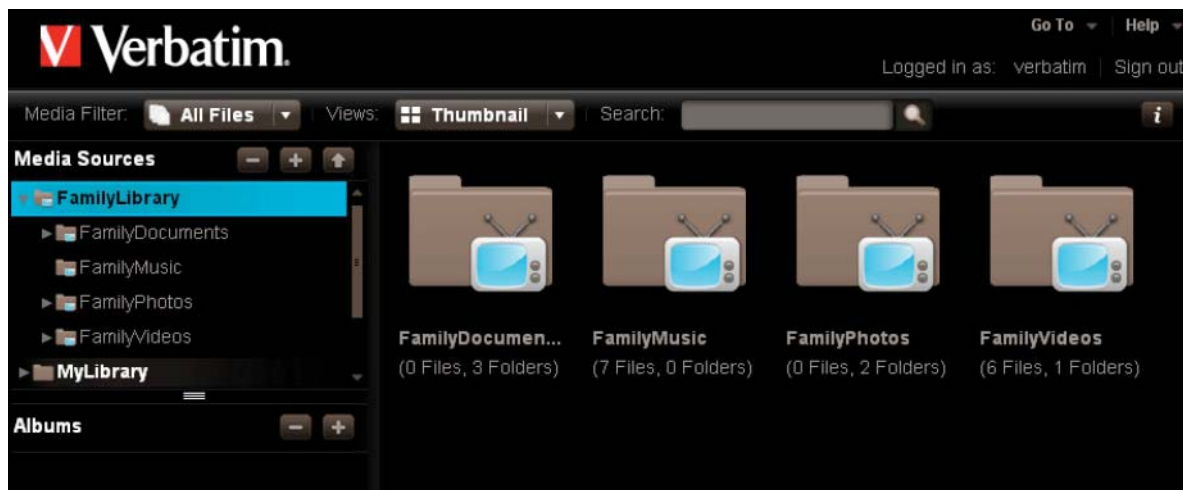 Verbatim.
Go To Help
Logged in as: verbatim Sign out
Media Filter: All Files Views: Thumbnail Search: i
Media Sources
FamilyLibrary
FamilyDocuments
FamilyMusic
FamilyPhotos
FamilyVideos
MyLibrary
Albums
FamilyDocumen... FamilyMusic FamilyPhotos FamilyVideos
(0 Files, 3 Folders) (7 Files, 0 Folders) (0 Files, 2 Folders) (6 Files, 1 Folders)